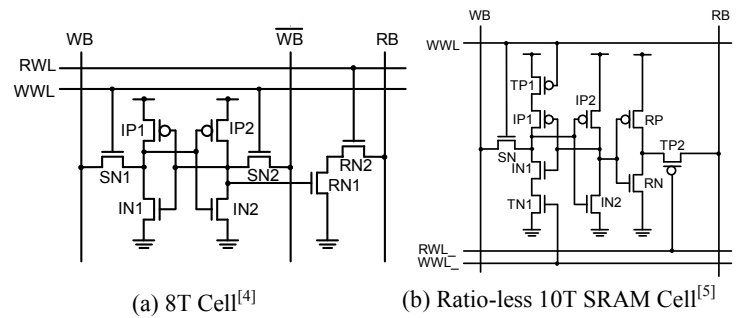 WB
W̅B̅
RB
RWL
WWL
IP1
IP2
SN1
SN2
RN2
RN1
IN1
IN2
(a) 8T Cell[4]
WB
RB
WWL
TP1
IP2
IP1
RP
TP2
SN
IN1
RN
TN1
IN2
RWL_
WWL_
(b) Ratio-less 10T SRAM Cell[5]